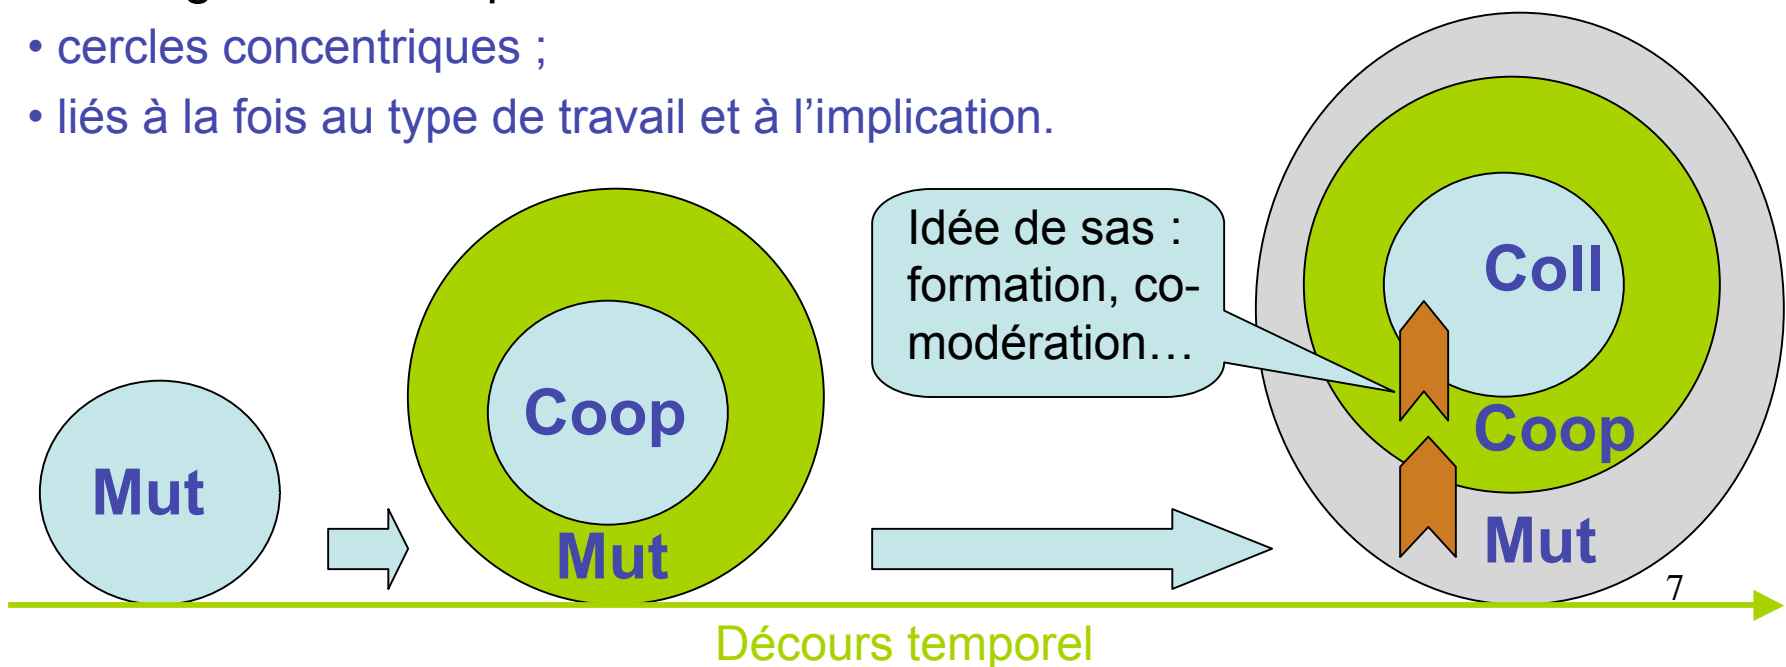 • cercles concentriques ;
• liés à la fois au type de travail et à l’implication.
Idée de sas :
formation, co-
modération…
Mut
Coop
Mut
Coll
Coop
Mut
7
Décours temporel